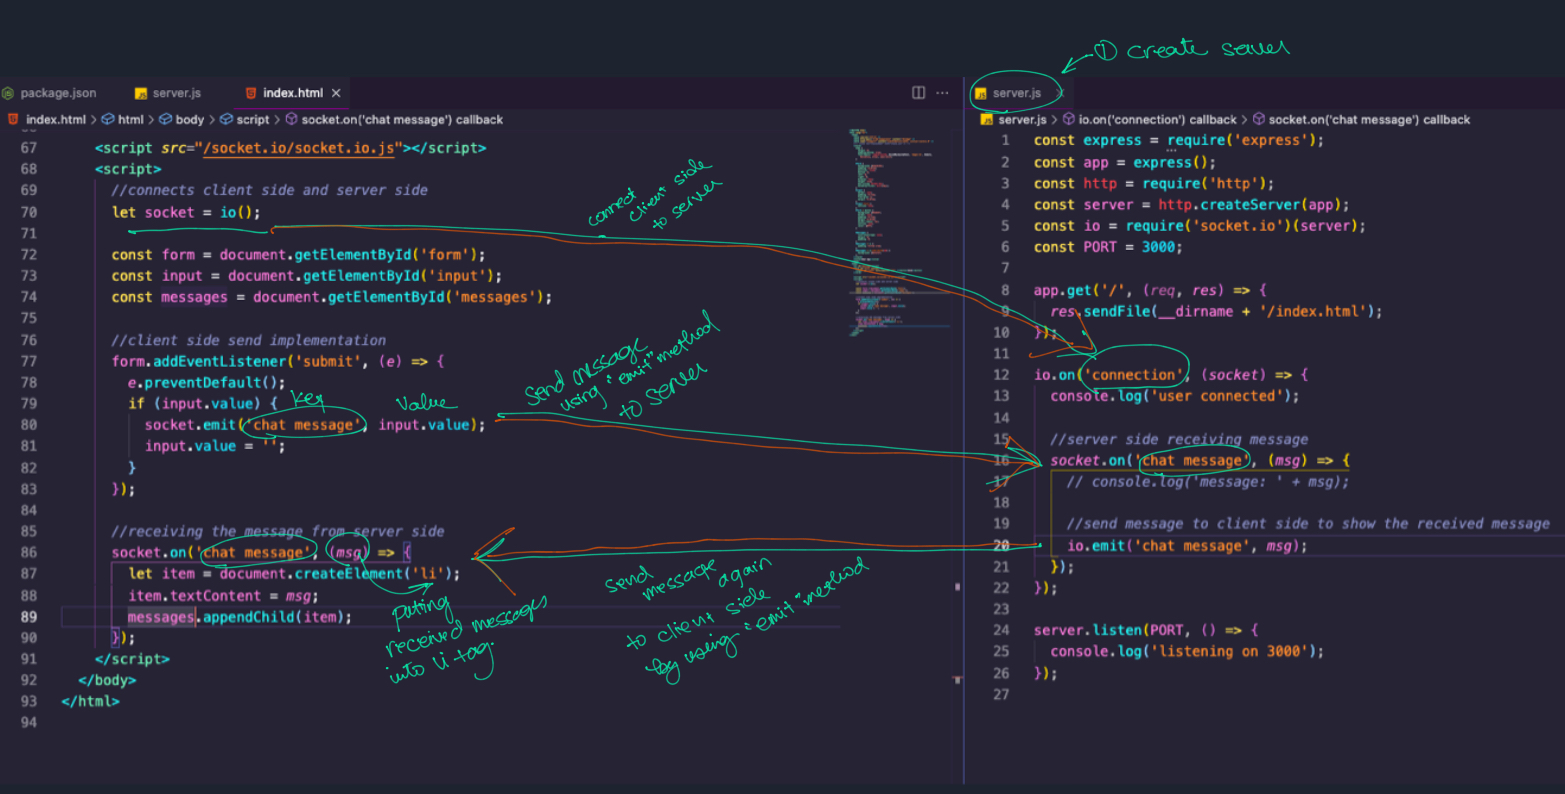 ① Create server
package.json
server.js
index.html
server.js
index.html > html > body > script > socket.on('chat message') callback
67 <script src="/socket.io/socket.io.js"></script>
68 <script>
69 //connects client side and server side
70 let socket = io();
71
72 const form = document.getElementById('form');
73 const input = document.getElementById('input');
74 const messages = document.getElementById('messages');
75
76 //client side send implementation
77 form.addEventListener('submit', (e) => {
78 e.preventDefault();
79 if (input.value) {
80 socket.emit('chat message', input.value);
81 input.value = '';
82 }
83 });
84
85 //receiving the message from server side
86 socket.on('chat message', (msg) => {
87 let item = document.createElement('li');
88 item.textContent = msg;
89 messages.appendChild(item);
90 });
91 </script>
92 </body>
93 </html>
94
connect
client side
to server
Key
Value
send message
using "emit" method
to server
putting
received messages
into li tag.
send
message
again
to client side
by using "emit" method
server.js > io.on('connection') callback > socket.on('chat message') callback
1 const express = require('express');
2 const app = express();
3 const http = require('http');
4 const server = http.createServer(app);
5 const io = require('socket.io')(server);
6 const PORT = 3000;
7
8 app.get('/', (req, res) => {
9 res.sendFile(__dirname + '/index.html');
10 });
11
12 io.on('connection', (socket) => {
13 console.log('user connected');
14
15 //server side receiving message
16 socket.on('chat message', (msg) => {
17 // console.log('message: ' + msg);
18
19 //send message to client side to show the received message
20 io.emit('chat message', msg);
21 });
22 });
23
24 server.listen(PORT, () => {
25 console.log('listening on 3000');
26 });
27